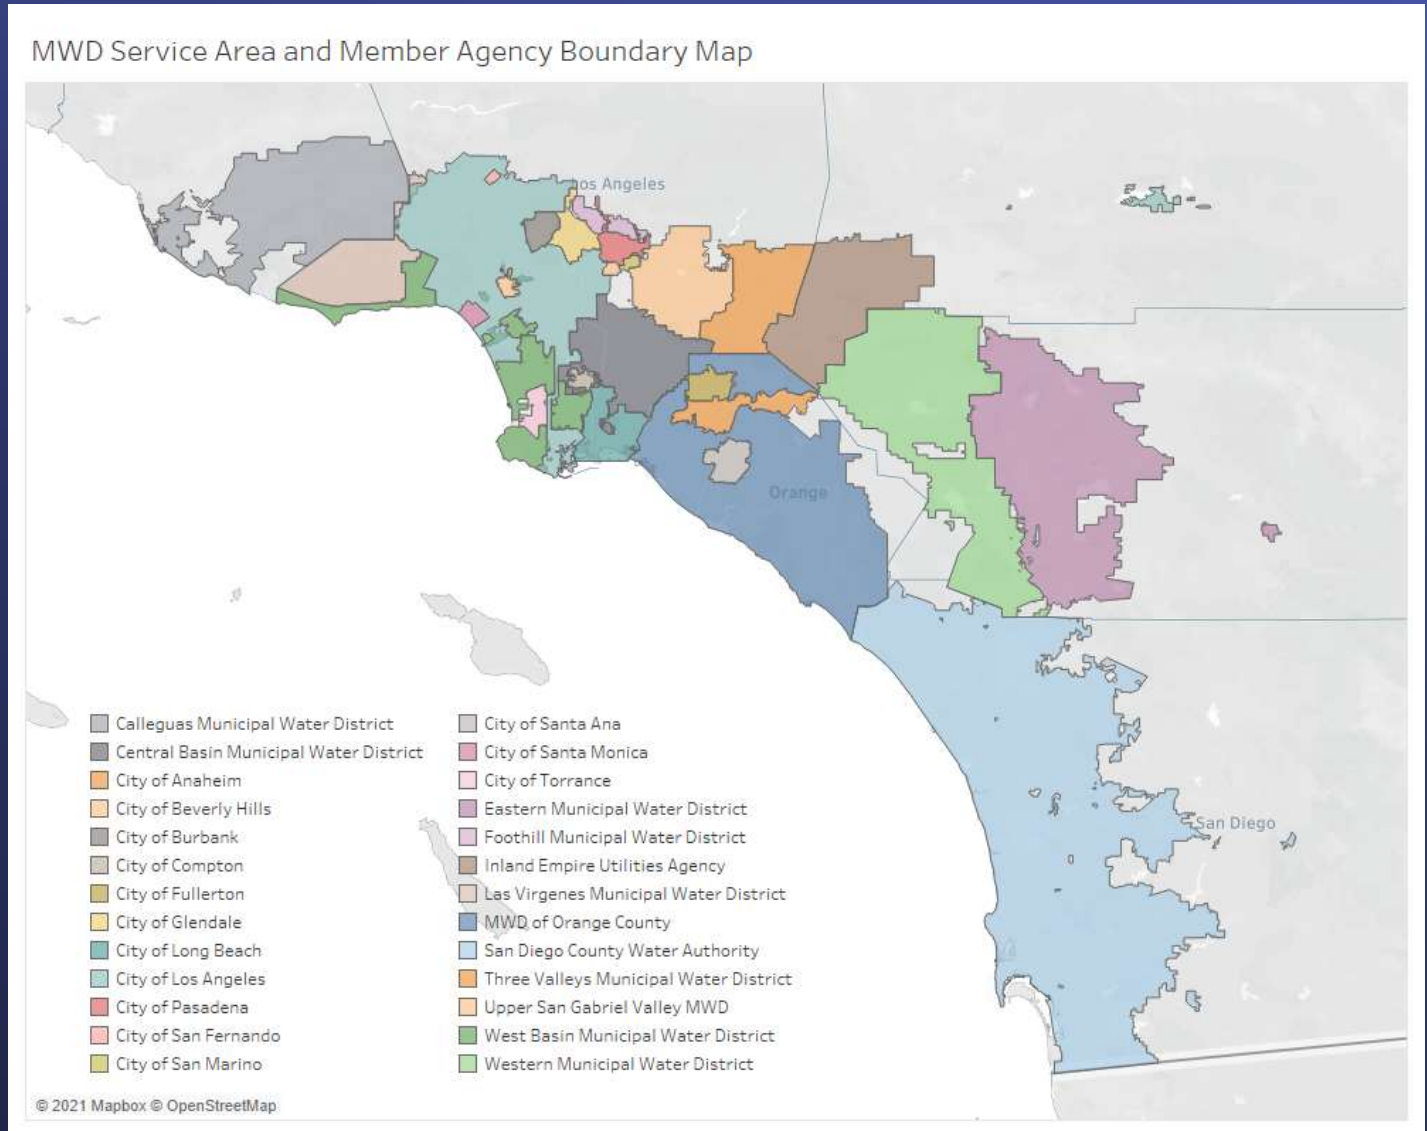 MWD Service Area and Member Agency Boundary Map
Los Angeles
Orange
San Diego
Calleguas Municipal Water District
Central Basin Municipal Water District
City of Anaheim
City of Beverly Hills
City of Burbank
City of Compton
City of Fullerton
City of Glendale
City of Long Beach
City of Los Angeles
City of Pasadena
City of San Fernando
City of San Marino
City of Santa Ana
City of Santa Monica
City of Torrance
Eastern Municipal Water District
Foothill Municipal Water District
Inland Empire Utilities Agency
Las Virgenes Municipal Water District
MWD of Orange County
San Diego County Water Authority
Three Valleys Municipal Water District
Upper San Gabriel Valley MWD
West Basin Municipal Water District
Western Municipal Water District
© 2021 Mapbox © OpenStreetMap